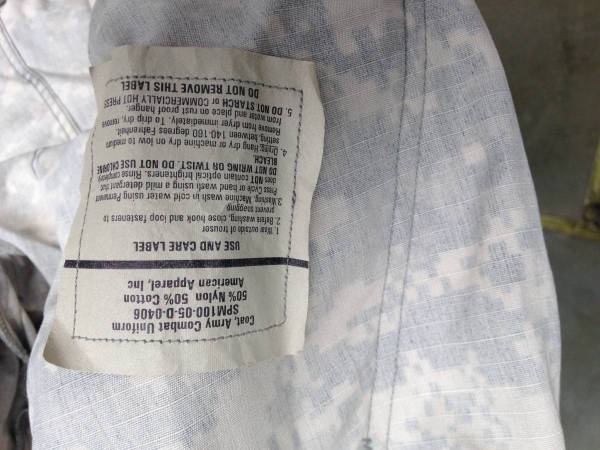 Coat, Army Combat Uniform
SPM100-05-D-0406
50% Nylon 50% Cotton
American Apparel, Inc
USE AND CARE LABEL
1. Wear outside of trouser
2. Before washing, close hook and loop fasteners to
prevent snagging
3. Washing: Machine wash in cold water using Permanent
Press Cycle or hand wash using mild detergent that
does NOT contain optical brighteners. Rinse completely.
DO NOT WRING OR TWIST. DO NOT USE CHLORINE
BLEACH.
4. Drying: Hang dry or machine dry on low to medium
setting, between 140 160 degrees Fahrenheit.
Remove from dryer immediately. To drip dry, remove
from water and place on rust proof hanger.
5. DO NOT STARCH or COMMERCIALLY HOT PRESS
DO NOT REMOVE THIS LABEL